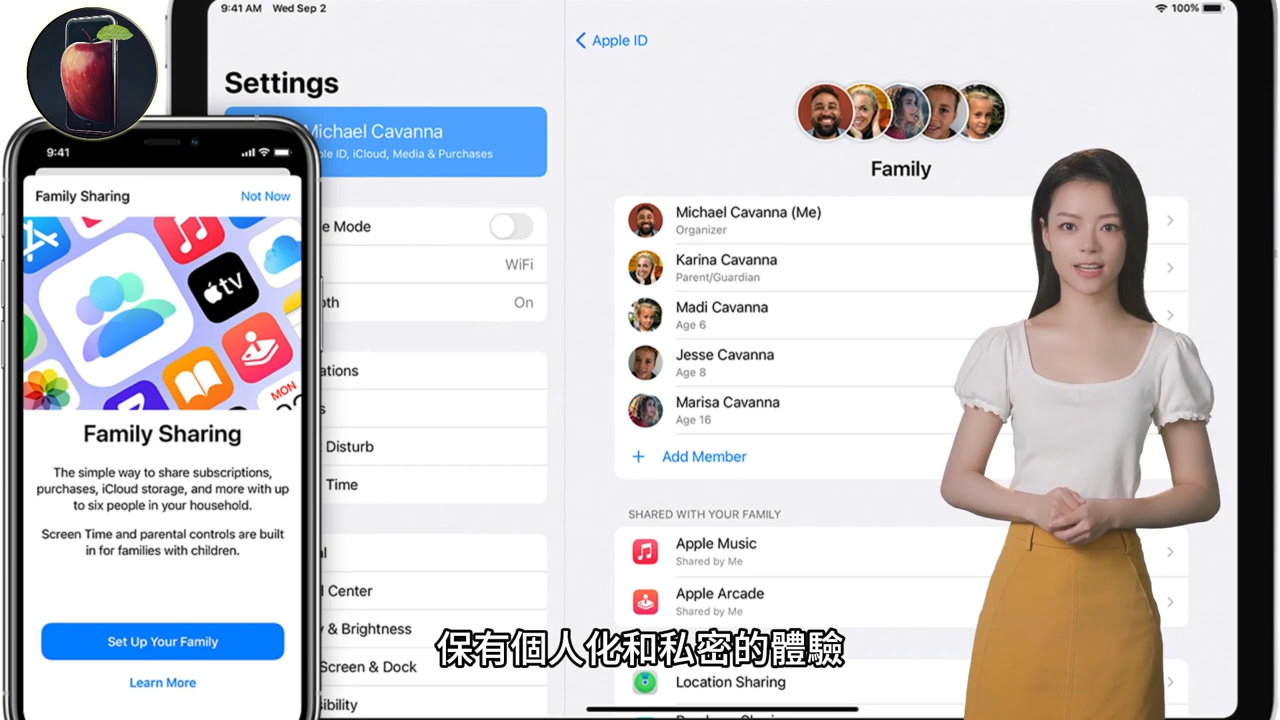 9:41 AM Wed Sep 2
100%
Settings
Michael Cavanna
ID, iCloud, Media & Purchases
Mode
WiFi
On
Disturb
Time
Center
& Brightness
Screen & Dock
Apple ID
Family
Michael Cavanna (Me)
Organizer
Karina Cavanna
Parent/Guardian
Madi Cavanna
Age 6
Jesse Cavanna
Age 8
Marisa Cavanna
Age 16
+ Add Member
SHARED WITH YOUR FAMILY
Apple Music
Shared by Me
Apple Arcade
Shared by Me
Location Sharing
9:41
Family Sharing
Not Now
tv
MON
Family Sharing
The simple way to share subscriptions,
purchases, iCloud storage, and more with up
to six people in your household.
Screen Time and parental controls are built
in for families with children.
Set Up Your Family
Learn More
保有個人化和私密的體驗